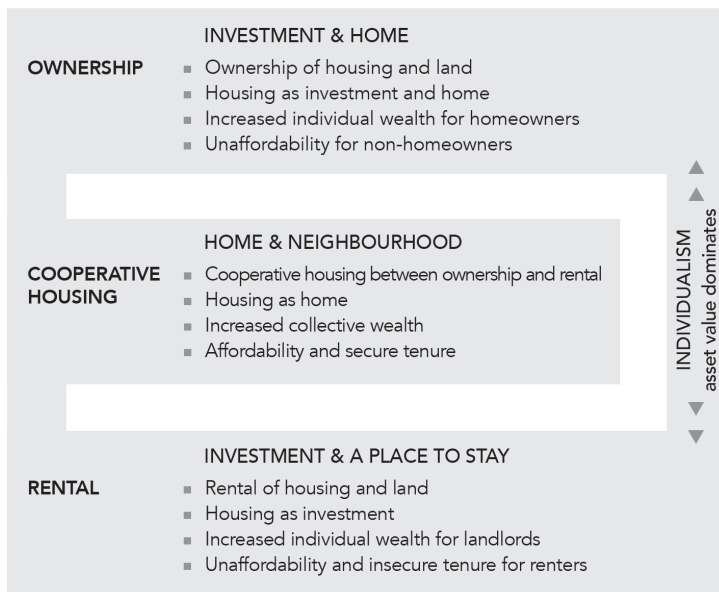 INVESTMENT & HOME
OWNERSHIP
Ownership of housing and land
Housing as investment and home
Increased individual wealth for homeowners
Unaffordability for non-homeowners
HOME & NEIGHBOURHOOD
COOPERATIVE
HOUSING
Cooperative housing between ownership and rental
Housing as home
Increased collective wealth
Affordability and secure tenure
INVESTMENT & A PLACE TO STAY
RENTAL
Rental of housing and land
Housing as investment
Increased individual wealth for landlords
Unaffordability and insecure tenure for renters
INDIVIDUALISM
asset value dominates